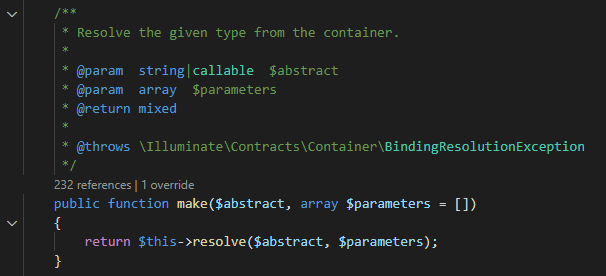 /**
* Resolve the given type from the container.
*
* @param  string|callable  $abstract
* @param  array  $parameters
* @return mixed
*
* @throws \Illuminate\Contracts\Container\BindingResolutionException
*/
232 references | 1 override
public function make($abstract, array $parameters = [])
{
return $this->resolve($abstract, $parameters);
}